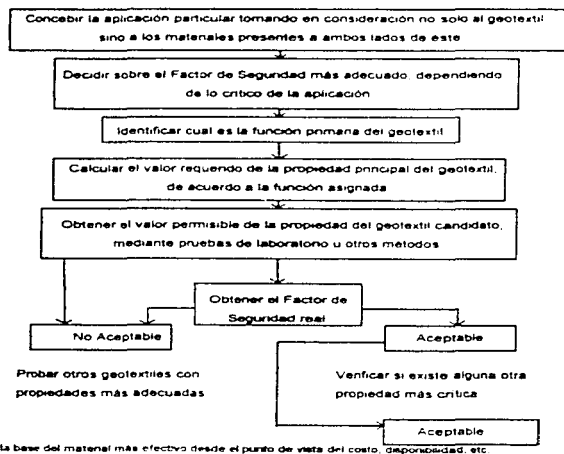 Concebir la aplicación particular tomando en consideración no solo al geotextil
sino a los materiales presentes a ambos lados de este
Decidir sobre el Factor de Seguridad más adecuado, dependiendo
de lo crítico de la aplicación
Identificar cual es la función primaria del geotextil
Calcular el valor requerido de la propiedad principal del geotextil,
de acuerdo a la función asignada
Obtener el valor permisible de la propiedad del geotextil candidato,
mediante pruebas de laboratorio u otros métodos
Obtener el Factor de
Seguridad real
No Aceptable
Aceptable
Probar otros geotextiles con
propiedades más adecuadas
Verificar si existe alguna otra
propiedad más crítica
Aceptable
la base del material más efectivo desde el punto de vista del costo, disponibilidad, etc.